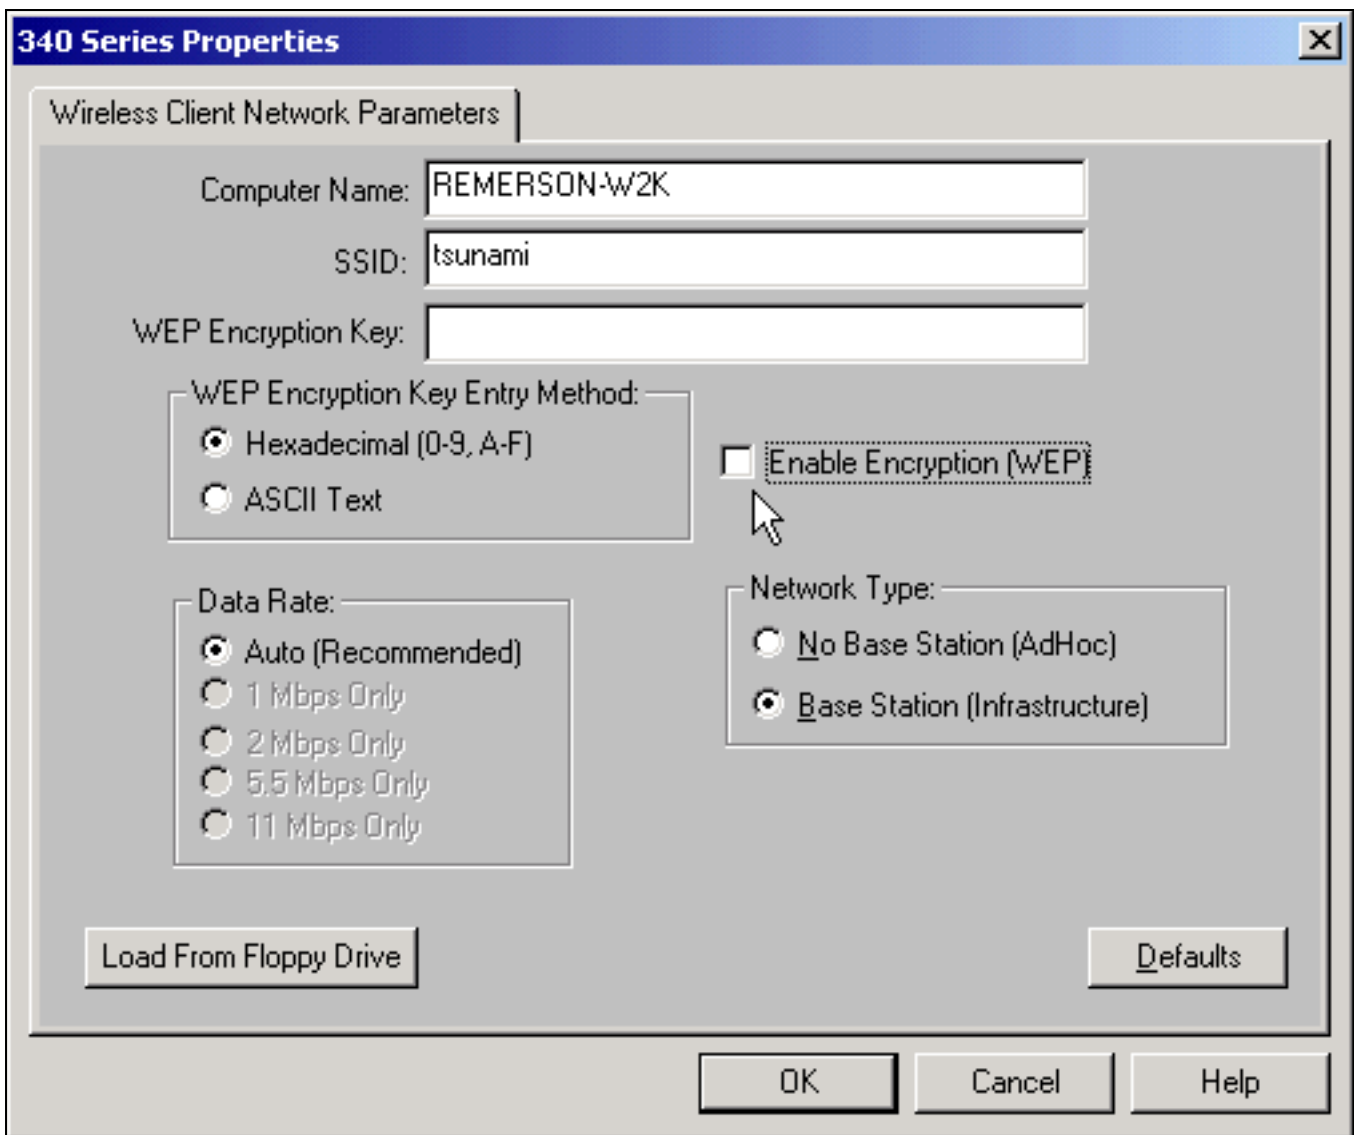 340 Series Properties
Wireless Client Network Parameters
Computer Name: REMERSON-W2K
SSID: tsunami
WEP Encryption Key:
WEP Encryption Key Entry Method:
Hexadecimal (0-9, A-F)
ASCII Text
Enable Encryption (WEP)
Data Rate:
Auto (Recommended)
1 Mbps Only
2 Mbps Only
5.5 Mbps Only
11 Mbps Only
Network Type:
No Base Station (AdHoc)
Base Station (Infrastructure)
Load From Floppy Drive
Defaults
OK
Cancel
Help